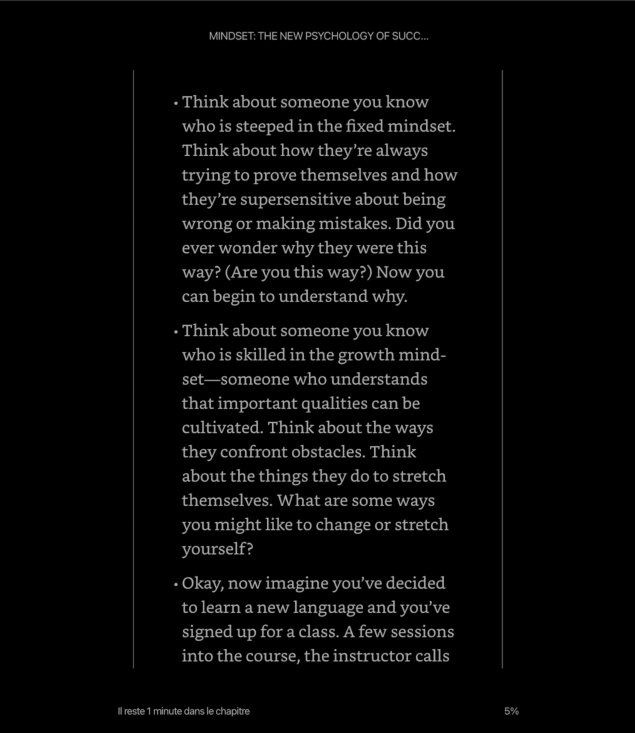 MINDSET: THE NEW PSYCHOLOGY OF SUCC...
• Think about someone you know
who is steeped in the fixed mindset.
Think about how they’re always
trying to prove themselves and how
they’re supersensitive about being
wrong or making mistakes. Did you
ever wonder why they were this
way? (Are you this way?) Now you
can begin to understand why.
• Think about someone you know
who is skilled in the growth mind-
set—someone who understands
that important qualities can be
cultivated. Think about the ways
they confront obstacles. Think
about the things they do to stretch
themselves. What are some ways
you might like to change or stretch
yourself?
• Okay, now imagine you’ve decided
to learn a new language and you’ve
signed up for a class. A few sessions
into the course, the instructor calls
Il reste 1 minute dans le chapitre
5%